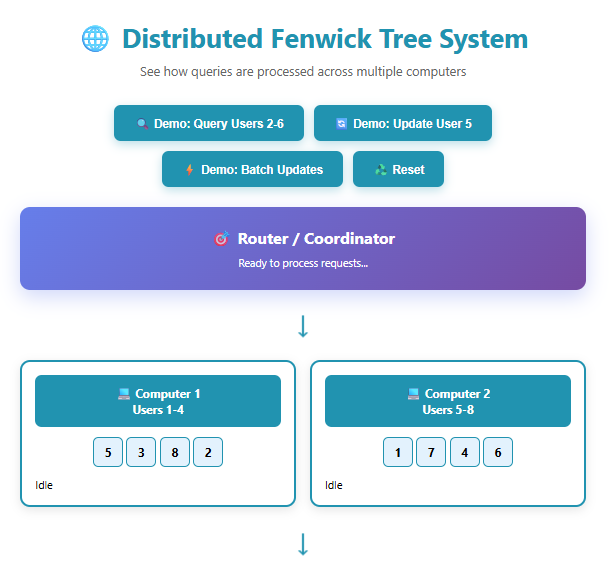 Distributed Fenwick Tree System
See how queries are processed across multiple computers
Demo: Query Users 2-6
Demo: Update User 5
Demo: Batch Updates
Reset
Router / Coordinator
Ready to process requests...
Computer 1
Users 1-4
5 3 8 2
Idle
Computer 2
Users 5-8
1 7 4 6
Idle